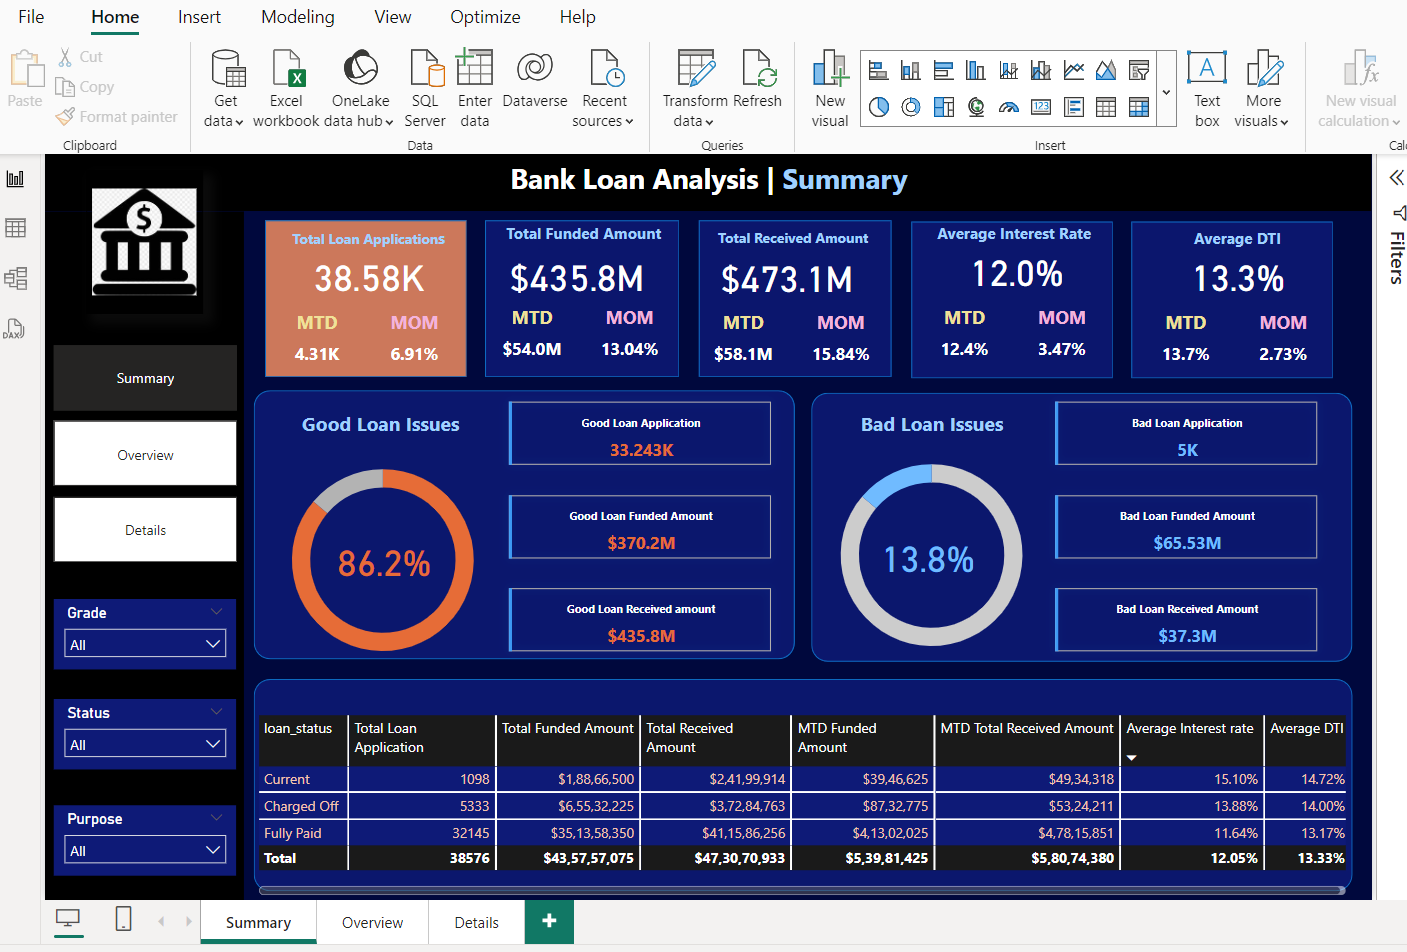 File Home Insert Modeling View Optimize Help
Paste
Cut
Copy
Format painter
Clipboard
Get
data
Excel
workbook
OneLake
data hub
SQL
Server
Enter
data
Dataverse
Recent
sources
Data
Transform
data
Refresh
Queries
New
visual
123
Insert
A
Text
box
More
visuals
fx
New visual
calculation
Calc
DAX
$
Bank Loan Analysis | Summary
Total Loan Applications
38.58K
MTD MOM
4.31K 6.91%
Total Funded Amount
$435.8M
MTD MOM
$54.0M 13.04%
Total Received Amount
$473.1M
MTD MOM
$58.1M 15.84%
Average Interest Rate
12.0%
MTD MOM
12.4% 3.47%
Average DTI
13.3%
MTD MOM
13.7% 2.73%
Filters
Summary
Overview
Details
Grade
All
Status
All
Purpose
All
Good Loan Issues
86.2%
Good Loan Application
33.243K
Good Loan Funded Amount
$370.2M
Good Loan Received amount
$435.8M
Bad Loan Issues
13.8%
Bad Loan Application
5K
Bad Loan Funded Amount
$65.53M
Bad Loan Received Amount
$37.3M
loan_status Total Loan Application Total Funded Amount Total Received Amount MTD Funded Amount MTD Total Received Amount Average Interest rate Average DTI
Current 1098 $1,88,66,500 $2,41,99,914 $39,46,625 $49,34,318 15.10% 14.72%
Charged Off 5333 $6,55,32,225 $3,72,84,763 $87,32,775 $53,24,211 13.88% 14.00%
Fully Paid 32145 $35,13,58,350 $41,15,86,256 $4,13,02,025 $4,78,15,851 11.64% 13.17%
Total 38576 $43,57,57,075 $47,30,70,933 $5,39,81,425 $5,80,74,380 12.05% 13.33%
Summary Overview Details +